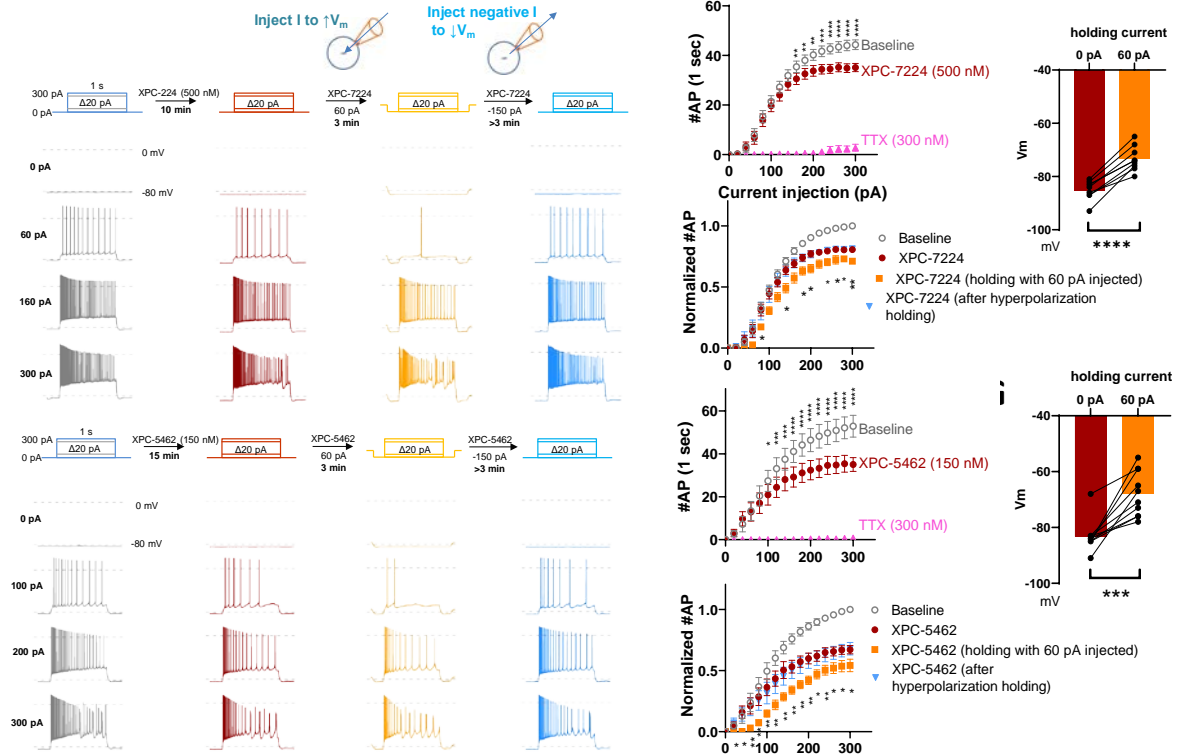 Inject I to ↑Vm
Inject negative I
to ↓Vm
1 s
300 pA
Δ20 pA
0 pA
XPC-224 (500 nM)
10 min
Δ20 pA
XPC-7224
60 pA
3 min
Δ20 pA
XPC-7224
-150 pA
>3 min
Δ20 pA
0 pA
0 mV
-80 mV
60 pA
160 pA
300 pA
1 s
300 pA
Δ20 pA
0 pA
XPC-5462 (150 nM)
15 min
Δ20 pA
XPC-5462
60 pA
3 min
Δ20 pA
XPC-5462
-150 pA
>3 min
Δ20 pA
0 pA
0 mV
-80 mV
100 pA
200 pA
300 pA
#AP (1 sec)
60
40
20
0
Baseline
XPC-7224 (500 nM)
TTX (300 nM)
0 100 200 300
Current injection (pA)
holding current
0 pA 60 pA
-40
-60
-80
-100
Vm
mV
****
Normalized #AP
1.0
0.5
0.0
Baseline
XPC-7224
XPC-7224 (holding with 60 pA injected)
XPC-7224 (after hyperpolarization
holding)
0 100 200 300
#AP (1 sec)
60
40
20
0
Baseline
XPC-5462 (150 nM)
TTX (300 nM)
0 100 200 300
holding current
0 pA 60 pA
-40
-60
-80
-100
Vm
mV
***
Normalized #AP
1.0
0.5
0.0
Baseline
XPC-5462
XPC-5462 (holding with 60 pA injected)
XPC-5462 (after
hyperpolarization holding)
0 100 200 300